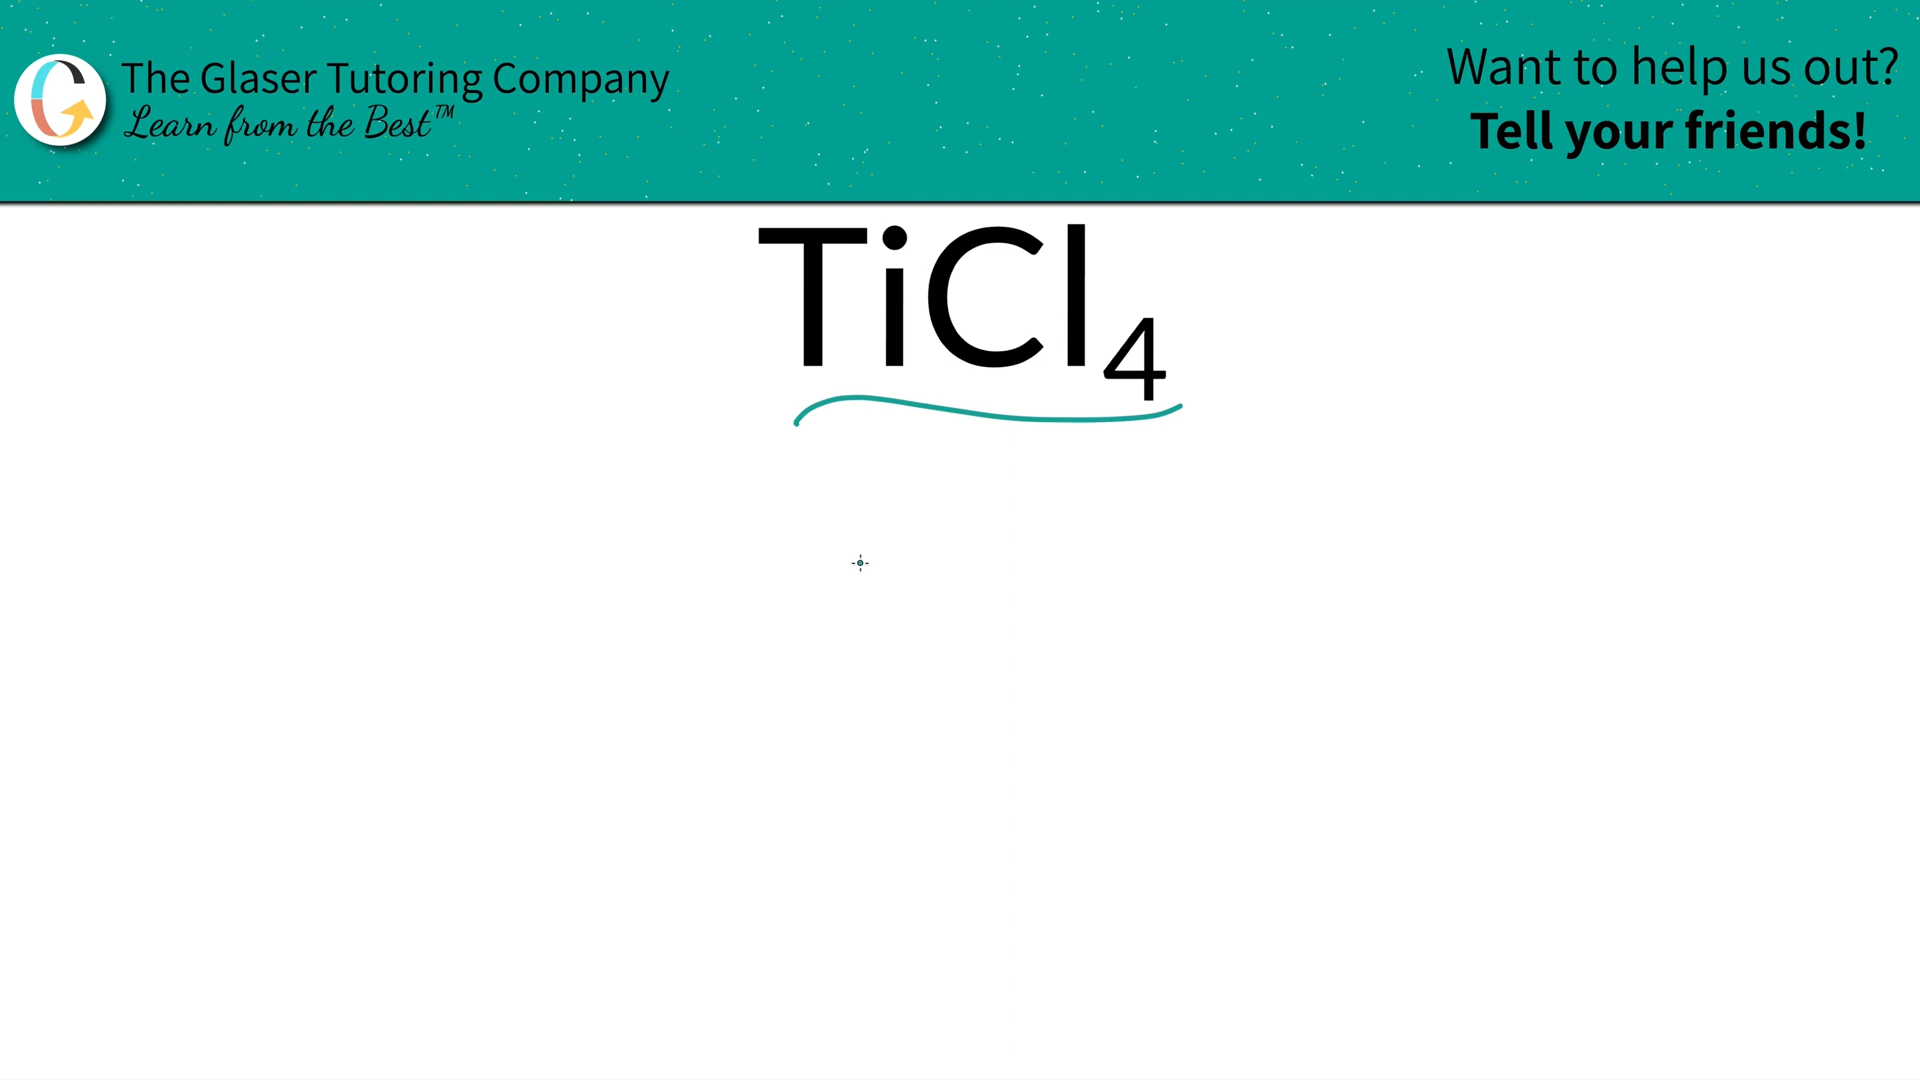 The Glaser Tutoring Company
Learn from the Best™
Want to help us out?
Tell your friends!
TiCl₄